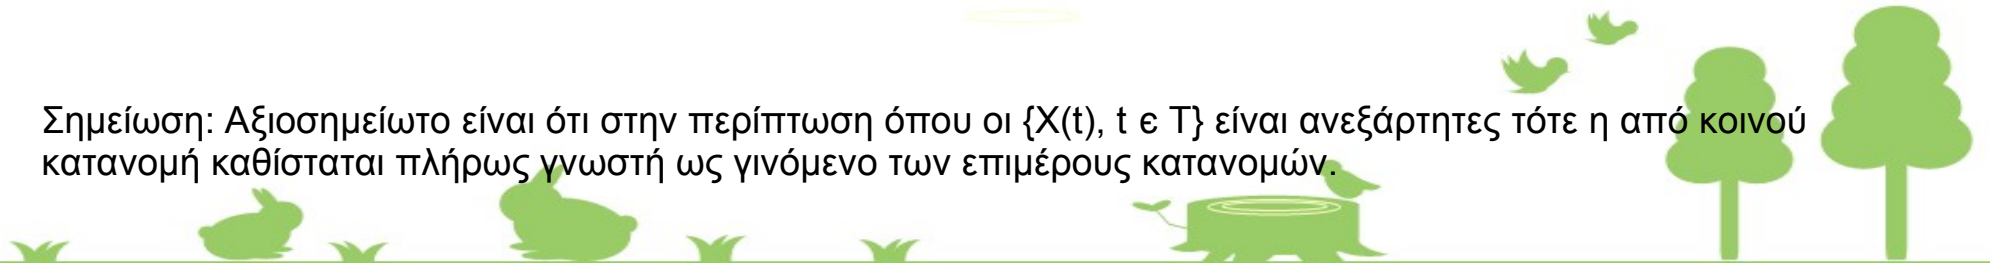 Σημείωση: Αξιοσημείωτο είναι ότι στην περίπτωση όπου οι {X(t), t є T} είναι ανεξάρτητες τότε η από κοινού
κατανομή καθίσταται πλήρως γνωστή ως γινόμενο των επιμέρους κατανομών.